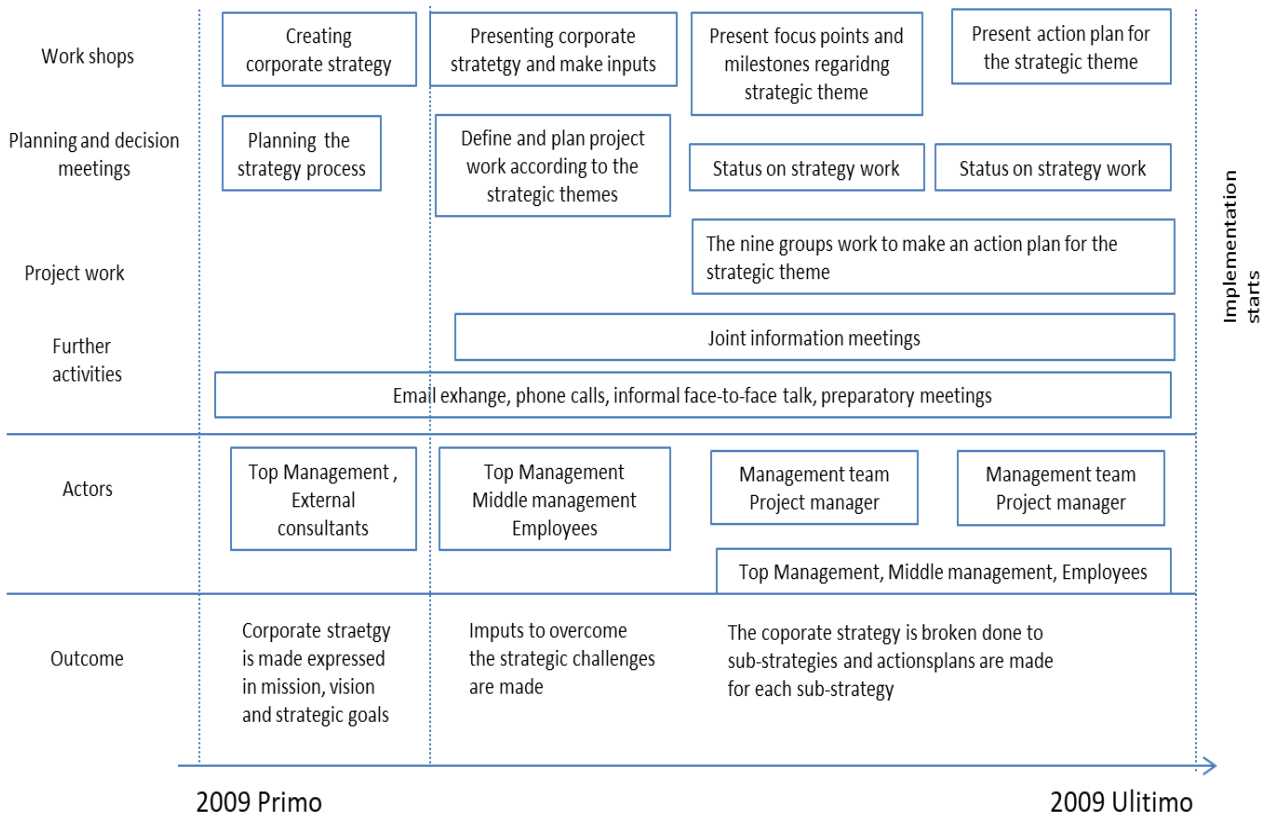 Work shops
Creating
corporate strategy
Presenting corporate
stratetgy and make inputs
Present focus points and
milestones regaridng
strategic theme
Present action plan for
the strategic theme
Planning and decision
meetings
Planning the
strategy process
Define and plan project
work according to the
strategic themes
Status on strategy work
Status on strategy work
Project work
The nine groups work to make an action plan for the
strategic theme
Further
activities
Joint information meetings
Email exhange, phone calls, informal face-to-face talk, preparatory meetings
Implementation
starts
Actors
Top Management ,
External
consultants
Top Management
Middle management
Employees
Management team
Project manager
Management team
Project manager
Top Management, Middle management, Employees
Outcome
Corporate straetgy
is made expressed
in mission, vision
and strategic goals
Imputs to overcome
the strategic challenges
are made
The coporate strategy is broken done to
sub-strategies and actionsplans are made
for each sub-strategy
2009 Primo
2009 Ulitimo